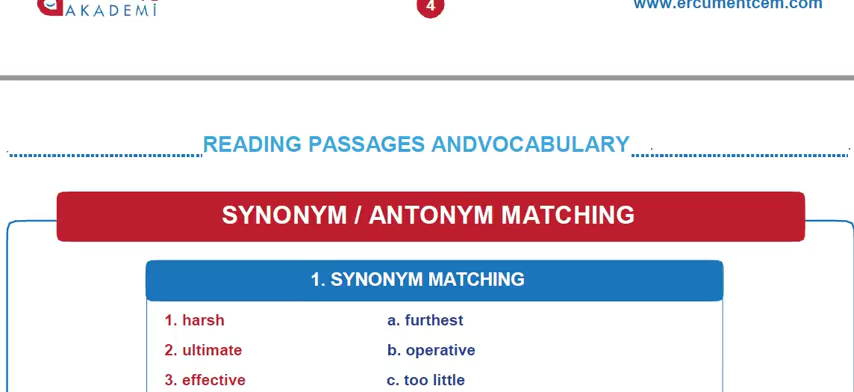 AKADEMİ 4 www.ercumentcem.com
READING PASSAGES ANDVOCABULARY
SYNONYM / ANTONYM MATCHING
1. SYNONYM MATCHING
1. harsh a. furthest
2. ultimate b. operative
3. effective c. too little